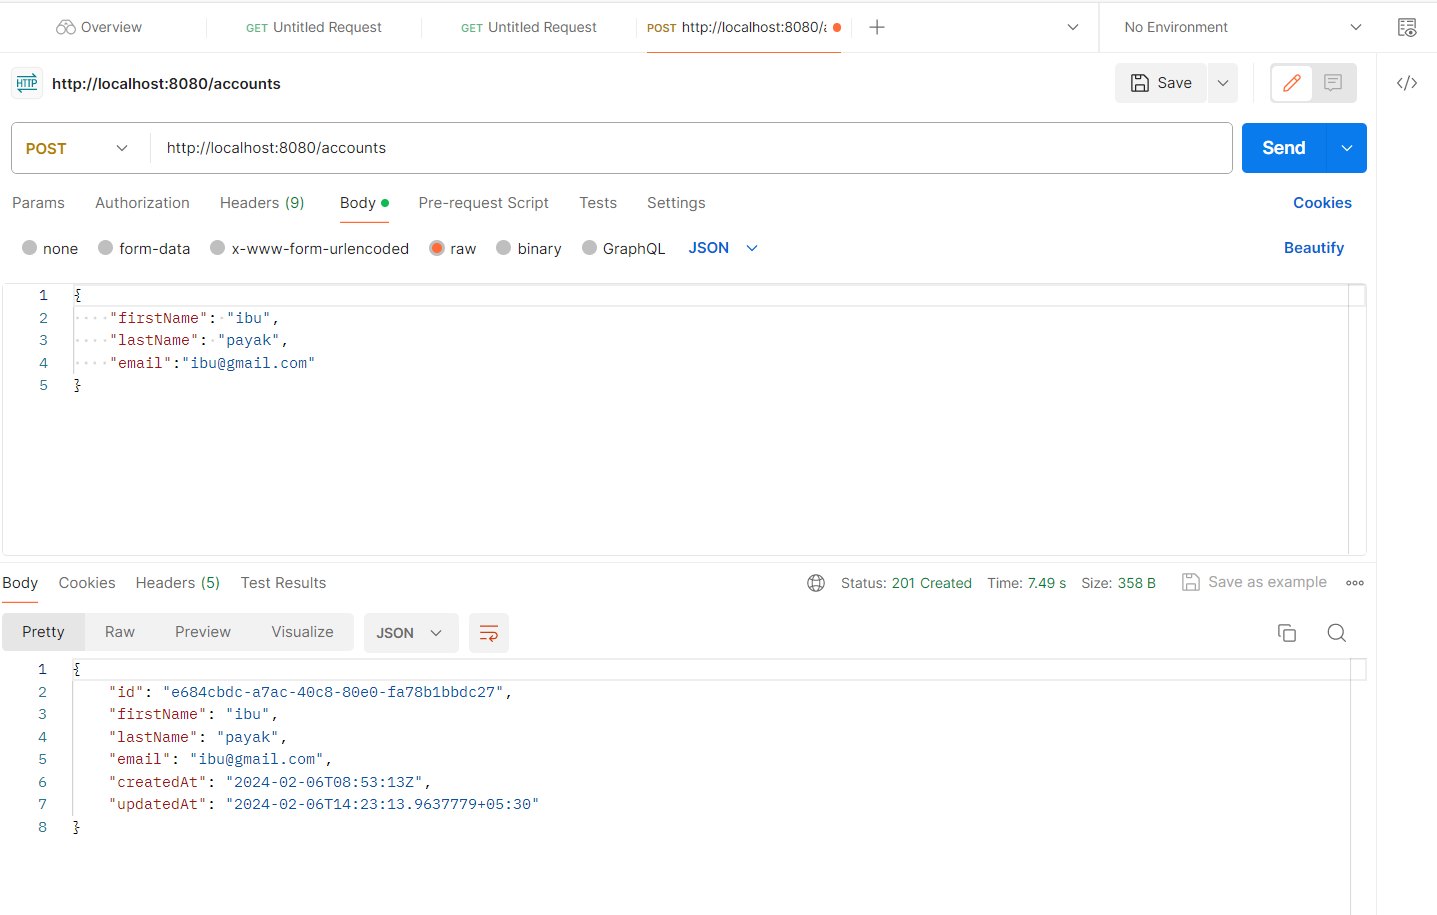 Overview GET Untitled Request GET Untitled Request POST http://localhost:8080/a No Environment
HTTP http://localhost:8080/accounts Save
POST http://localhost:8080/accounts Send
Params Authorization Headers (9) Body Pre-request Script Tests Settings Cookies
none form-data x-www-form-urlencoded raw binary GraphQL JSON Beautify
1 {
2 "firstName": "ibu",
3 "lastName": "payak",
4 "email":"ibu@gmail.com"
5 }
Body Cookies Headers (5) Test Results Status: 201 Created Time: 7.49 s Size: 358 B Save as example
Pretty Raw Preview Visualize JSON
1 {
2 "id": "e684cbdc-a7ac-40c8-80e0-fa78b1bbdc27",
3 "firstName": "ibu",
4 "lastName": "payak",
5 "email": "ibu@gmail.com",
6 "createdAt": "2024-02-06T08:53:13Z",
7 "updatedAt": "2024-02-06T14:23:13.9637779+05:30"
8 }